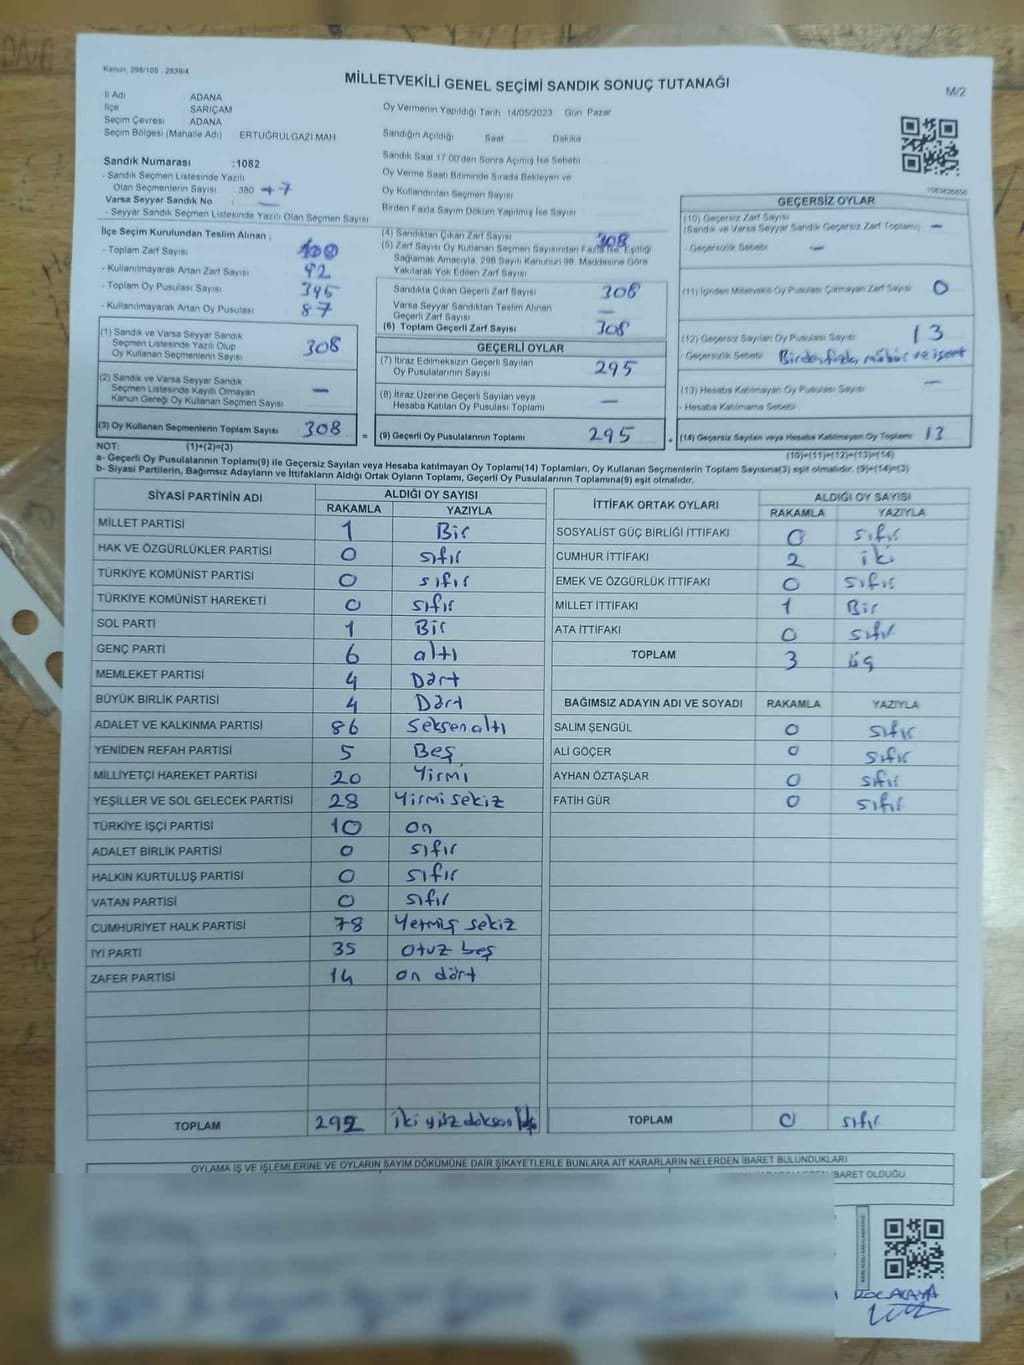 Kanun: 298/105 , 2839/4
MİLLETVEKİLİ GENEL SEÇİMİ SANDIK SONUÇ TUTANAĞI
M/2
İl Adı ADANA
İlçe SARIÇAM
Seçim Çevresi ADANA
Seçim Bölgesi (Mahalle Adı) ERTUĞRULGAZİ MAH
Oy Vermenin Yapıldığı Tarih 14/05/2023 Gün Pazar
Sandığın Açıldığı Saat Dakika
Sandık Saat 17.00'den Sonra Açılmış İse Sebebi
Oy Verme Saati Bitiminde Sırada Bekleyen ve
Oy Kullandırılan Seçmen Sayısı
Birden Fazla Sayım Döküm Yapılmış İse Sayısı
Sandık Numarası :1082
- Sandık Seçmen Listesinde Yazılı
Olan Seçmenlerin Sayısı 380 +7
Varsa Seyyar Sandık No —
- Seyyar Sandık Seçmen Listesinde Yazılı Olan Seçmen Sayısı
İlçe Seçim Kurulundan Teslim Alınan ;
- Toplam Zarf Sayısı
- Kullanılmayarak Artan Zarf Sayısı 92
- Toplam Oy Pusulası Sayısı 395
- Kullanılmayarak Artan Oy Pusulası 87
(1) Sandık ve Varsa Seyyar Sandık
Seçmen Listesinde Yazılı Olup
Oy Kullanan Seçmenlerin Sayısı 308
(2) Sandık ve Varsa Seyyar Sandık
Seçmen Listesinde Kayıtlı Olmayan
Kanun Gereği Oy Kullanan Seçmen Sayısı —
(3) Oy Kullanan Seçmenlerin Toplam Sayısı 308
(4) Sandıktan Çıkan Zarf Sayısı 308
(5) Zarf Sayısı Oy Kullanan Seçmen Sayısından Fazla İse, Eşitliği
Sağlamak Amacıyla, 298 Sayılı Kanunun 98. Maddesine Göre
Yakılarak Yok Edilen Zarf Sayısı
Sandıkta Çıkan Geçerli Zarf Sayısı 308
Varsa Seyyar Sandıktan Teslim Alınan
Geçerli Zarf Sayısı —
(6) Toplam Geçerli Zarf Sayısı 308
GEÇERLİ OYLAR
(7) İtiraz Edilmeksizin Geçerli Sayılan
Oy Pusulalarının Sayısı 295
(8) İtiraz Üzerine Geçerli Sayılan veya
Hesaba Katılan Oy Pusulası Toplamı —
= (9) Geçerli Oy Pusulalarının Toplamı 295
GEÇERSİZ OYLAR
(10) Geçersiz Zarf Sayısı
(Sandık ve Varsa Seyyar Sandık Geçersiz Zarf Toplamı) —
- Geçersizlik Sebebi —
(11) İçinden Milletvekili Oy Pusulası Çıkmayan Zarf Sayısı 0
(12) Geçersiz Sayılan Oy Pusulası Sayısı 13
- Geçersizlik Sebebi Birden fazla mühür ve işaret
(13) Hesaba Katılmayan Oy Pusulası Sayısı —
- Hesaba Katılmama Sebebi
+ (14) Geçersiz Sayılan veya Hesaba Katılmayan Oy Toplamı 13
NOT: (1)+(2)=(3)
(10)+(11)+(12)+(13)=(14)
a- Geçerli Oy Pusulalarının Toplamı(9) ile Geçersiz Sayılan veya Hesaba katılmayan Oy Toplamı(14) Toplamları, Oy Kullanan Seçmenlerin Toplam Sayısına(3) eşit olmalıdır. (9)+(14)=(3)
b- Siyasi Partilerin, Bağımsız Adayların ve İttifakların Aldığı Ortak Oyların Toplamı, Geçerli Oy Pusulalarının Toplamına(9) eşit olmalıdır.
SİYASİ PARTİNİN ADI ALDIĞI OY SAYISI
RAKAMLA YAZIYLA
MİLLET PARTİSİ 1 Bir
HAK VE ÖZGÜRLÜKLER PARTİSİ 0 sıfır
TÜRKİYE KOMÜNİST PARTİSİ 0 sıfır
TÜRKİYE KOMÜNİST HAREKETİ 0 sıfır
SOL PARTİ 1 Bir
GENÇ PARTİ 6 altı
MEMLEKET PARTİSİ 4 Dört
BÜYÜK BİRLİK PARTİSİ 4 Dört
ADALET VE KALKINMA PARTİSİ 86 Seksen altı
YENİDEN REFAH PARTİSİ 5 Beş
MİLLİYETÇİ HAREKET PARTİSİ 20 Yirmi
YEŞİLLER VE SOL GELECEK PARTİSİ 28 Yirmi sekiz
TÜRKİYE İŞÇİ PARTİSİ 10 on
ADALET BİRLİK PARTİSİ 0 sıfır
HALKIN KURTULUŞ PARTİSİ 0 sıfır
VATAN PARTİSİ 0 sıfır
CUMHURİYET HALK PARTİSİ 78 Yetmiş sekiz
İYİ PARTİ 35 otuz beş
ZAFER PARTİSİ 14 on dört
TOPLAM 292 iki yüz doksan
İTTİFAK ORTAK OYLARI ALDIĞI OY SAYISI
RAKAMLA YAZIYLA
SOSYALİST GÜÇ BİRLİĞİ İTTİFAKI 0 sıfır
CUMHUR İTTİFAKI 2 iki
EMEK VE ÖZGÜRLÜK İTTİFAKI 0 sıfır
MİLLET İTTİFAKI 1 Bir
ATA İTTİFAKI 0 sıfır
TOPLAM 3 üç
BAĞIMSIZ ADAYIN ADI VE SOYADI RAKAMLA YAZIYLA
SALİM ŞENGÜL 0 sıfır
ALİ GÖÇER 0 sıfır
AYHAN ÖZTAŞLAR 0 sıfır
FATİH GÜR 0 sıfır
TOPLAM 0 sıfır
OYLAMA İŞ VE İŞLEMLERİNE VE OYLARIN SAYIM DÖKÜMÜNE DAİR ŞİKAYETLERLE BUNLARA AİT KARARLARIN NELERDEN İBARET BULUNDUKLARI
İBARET OLDUĞU
KOCAKAYA